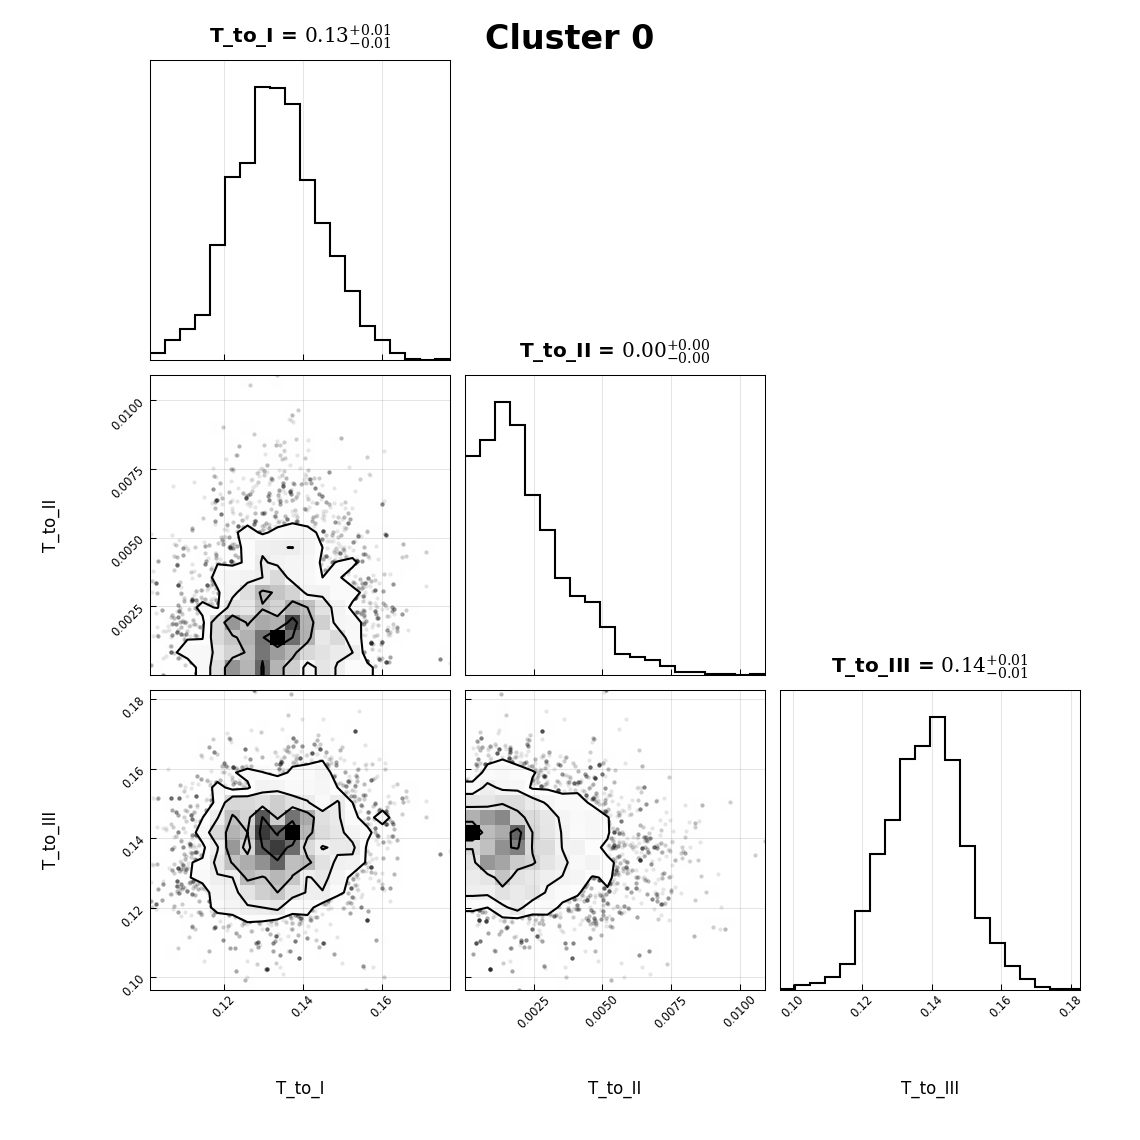 Cluster 0
T_to_I = 0.13+0.01−0.01
T_to_II = 0.00+0.00−0.00
T_to_III = 0.14+0.01−0.01
T_to_II
0.0100
0.0075
0.0050
0.0025
T_to_III
0.18
0.16
0.14
0.12
0.10
0.12
0.14
0.16
0.0025
0.0050
0.0075
0.0100
0.10
0.12
0.14
0.16
0.18
T_to_I
T_to_II
T_to_III